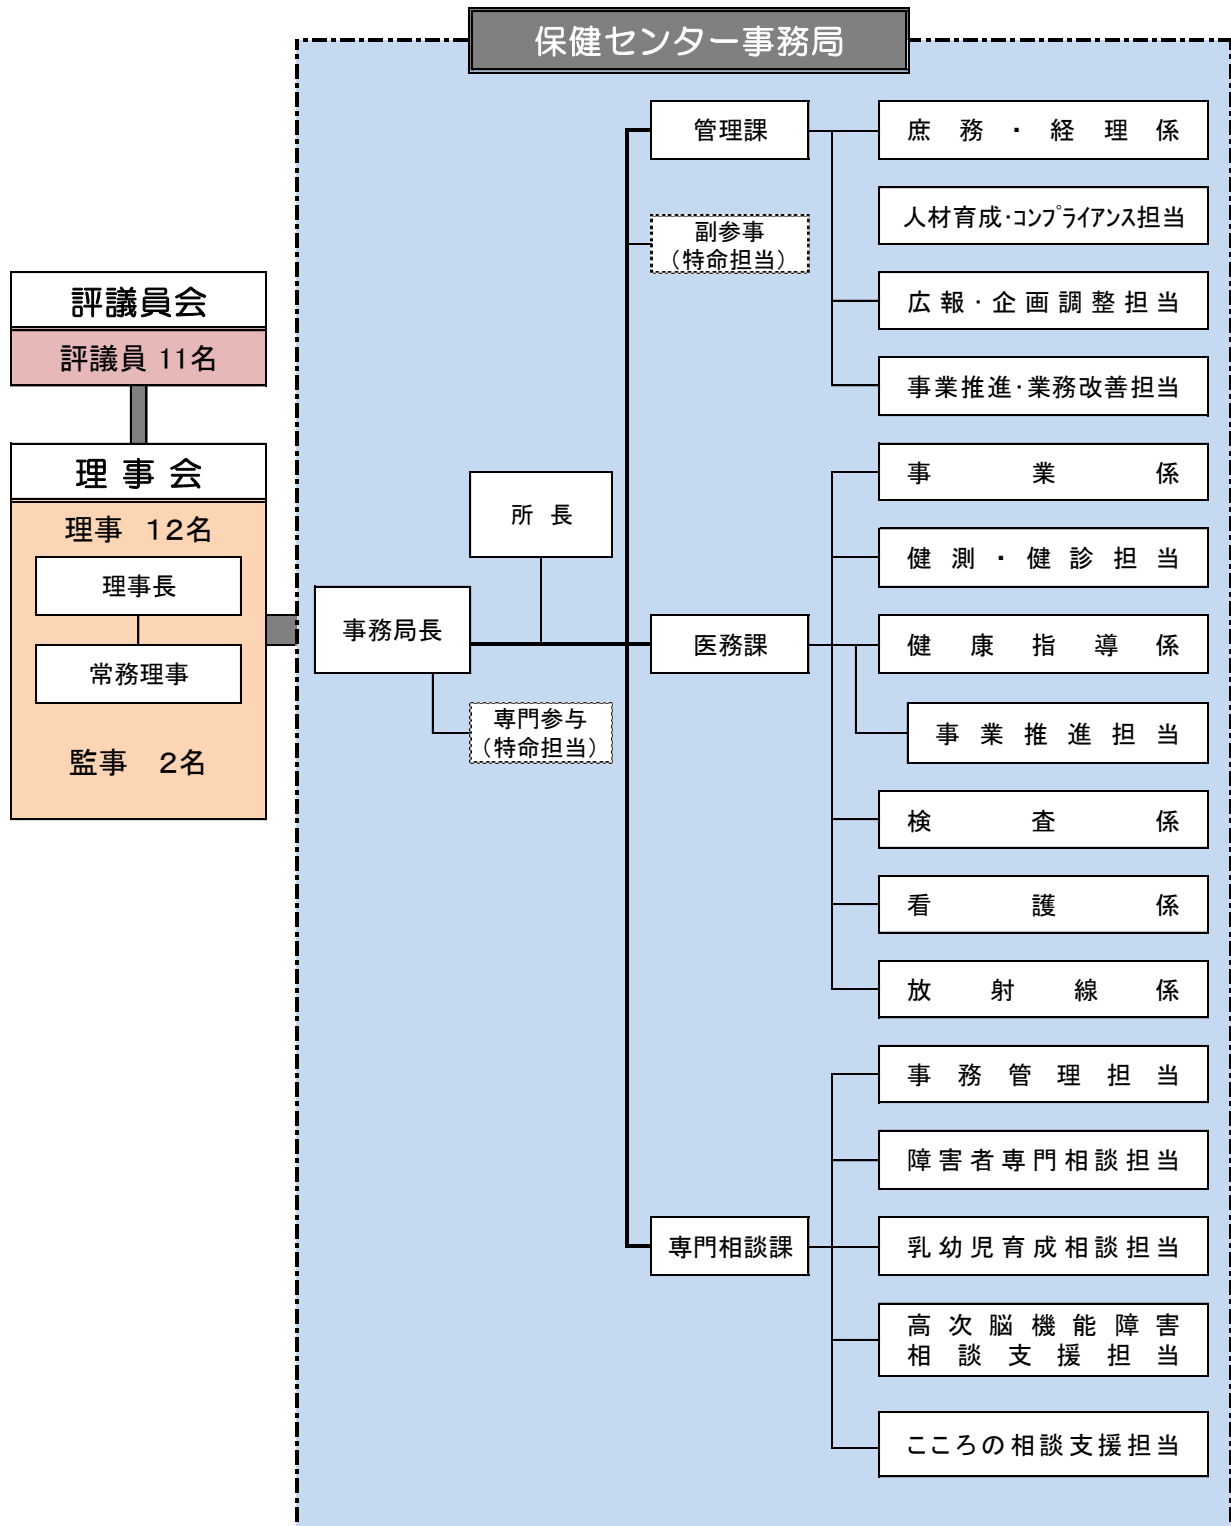 保健センター事務局
評議員会
評議員 11名
理事会
理事 12名
理事長
常務理事
監事 2名
事務局長
所長
専門参与
（特命担当）
管理課
副参事
（特命担当）
庶務・経理係
人材育成・コンプライアンス担当
広報・企画調整担当
事業推進・業務改善担当
医務課
事業係
健測・健診担当
健康指導係
事業推進担当
検査係
看護係
放射線係
専門相談課
事務管理担当
障害者専門相談担当
乳幼児育成相談担当
高次脳機能障害
相談支援担当
こころの相談支援担当